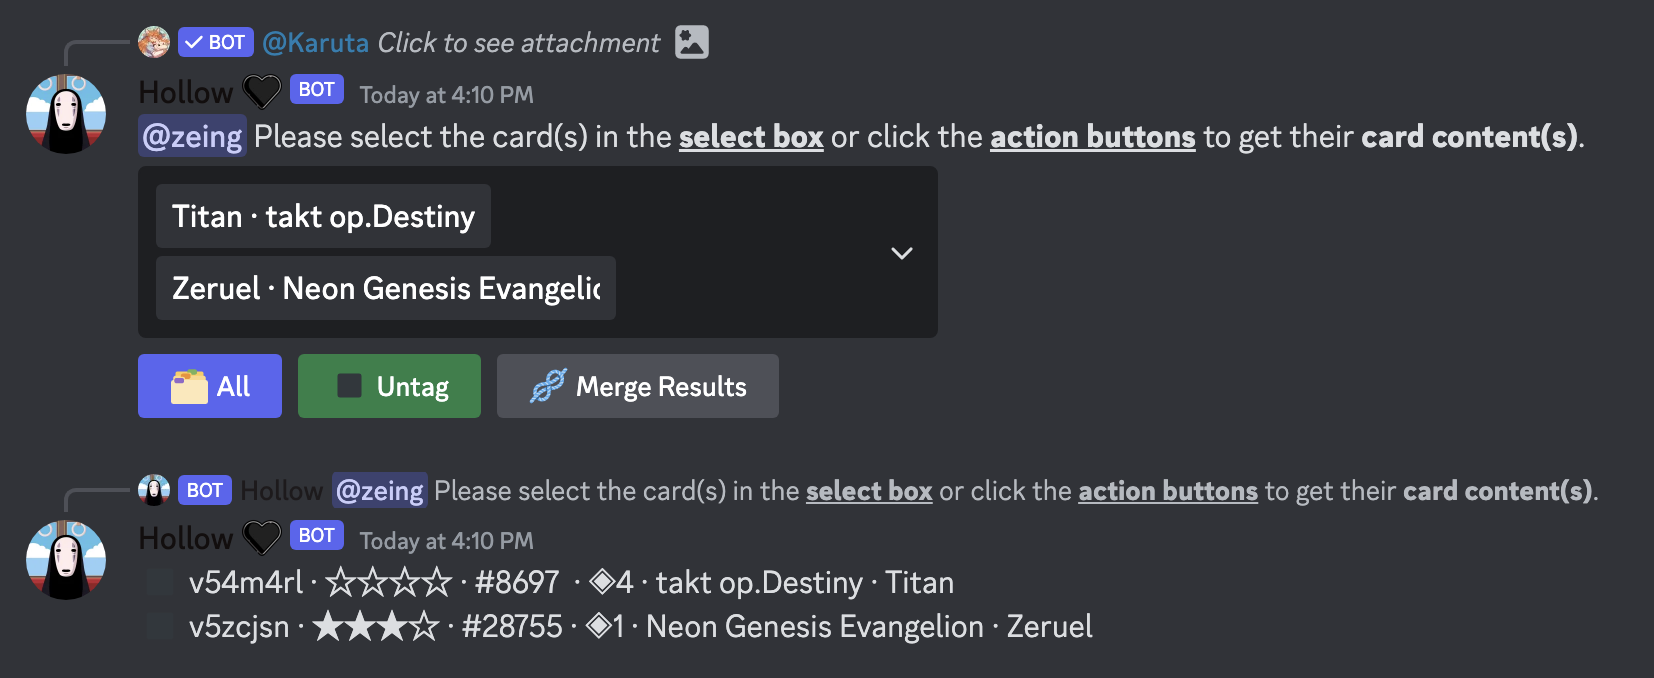 BOT @Karuta Click to see attachment
Hollow BOT Today at 4:10 PM
@zeing Please select the card(s) in the select box or click the action buttons to get their card content(s).
Titan · takt op.Destiny
Zeruel · Neon Genesis Evangelic
All Untag Merge Results
BOT Hollow @zeing Please select the card(s) in the select box or click the action buttons to get their card content(s).
Hollow BOT Today at 4:10 PM
v54m4rl · ☆☆☆☆ · #8697 · ◈4 · takt op.Destiny · Titan
v5zcjsn · ★★★☆ · #28755 · ◈1 · Neon Genesis Evangelion · Zeruel